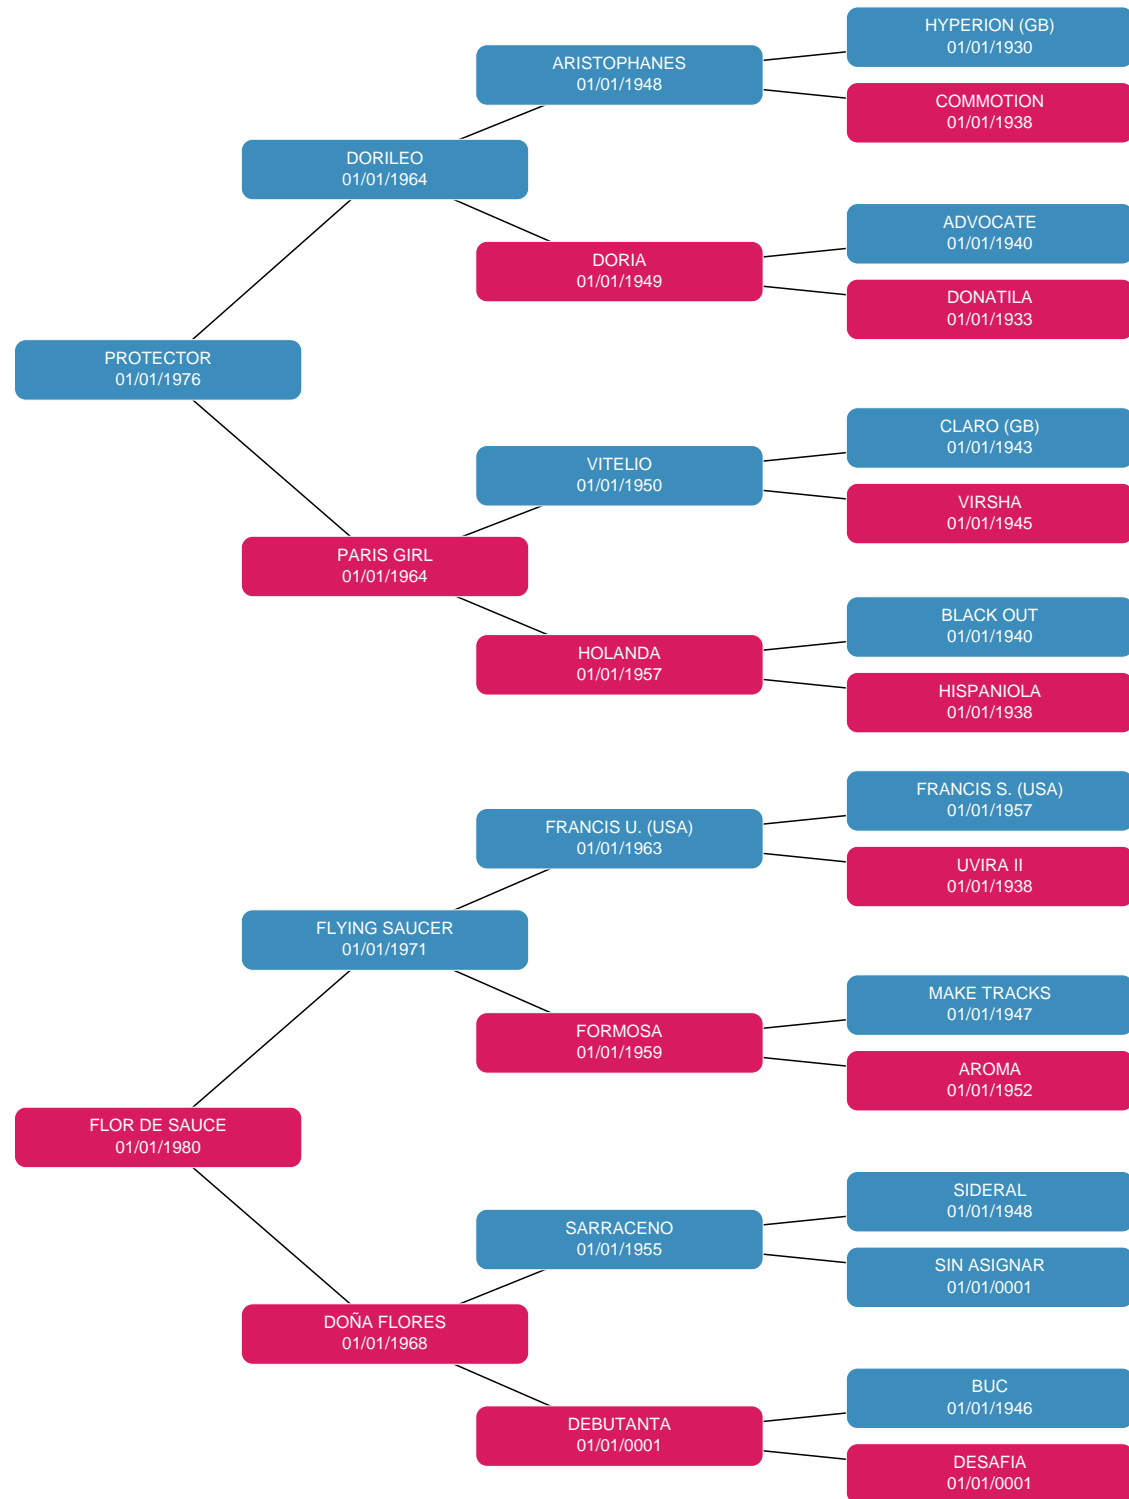 HYPERION (GB)
01/01/1930
ARISTOPHANES
01/01/1948
COMMOTION
01/01/1938
DORILEO
01/01/1964
ADVOCATE
01/01/1940
DORIA
01/01/1949
DONATILA
01/01/1933
PROTECTOR
01/01/1976
CLARO (GB)
01/01/1943
VITELIO
01/01/1950
VIRSHA
01/01/1945
PARIS GIRL
01/01/1964
BLACK OUT
01/01/1940
HOLANDA
01/01/1957
HISPANIOLA
01/01/1938
FRANCIS S. (USA)
01/01/1957
FRANCIS U. (USA)
01/01/1963
UVIRA II
01/01/1938
FLYING SAUCER
01/01/1971
MAKE TRACKS
01/01/1947
FORMOSA
01/01/1959
AROMA
01/01/1952
FLOR DE SAUCE
01/01/1980
SIDERAL
01/01/1948
SARRACENO
01/01/1955
SIN ASIGNAR
01/01/0001
DOÑA FLORES
01/01/1968
BUC
01/01/1946
DEBUTANTA
01/01/0001
DESAFIA
01/01/0001